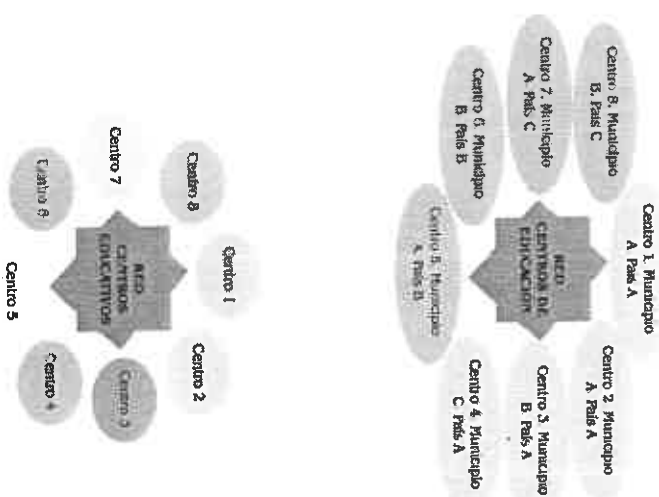 Centro 1. Municipio
A. País A
Centro 8. Municipio
B. País C
Centro 2. Municipio
A. País A
Centro 7. Municipio
A. País C
RED
CENTROS DE
EDUCACIÓN
Centro 3. Municipio
B. País A
Centro 6. Municipio
B. País B
Centro 4. Municipio
C. País A
Centro 5. Municipio
A. País B
Centro 1
Centro 8
Centro 2
Centro 7
RED
CENTROS
EDUCATIVOS
Centro 3
Centro 6
Centro 4
Centro 5